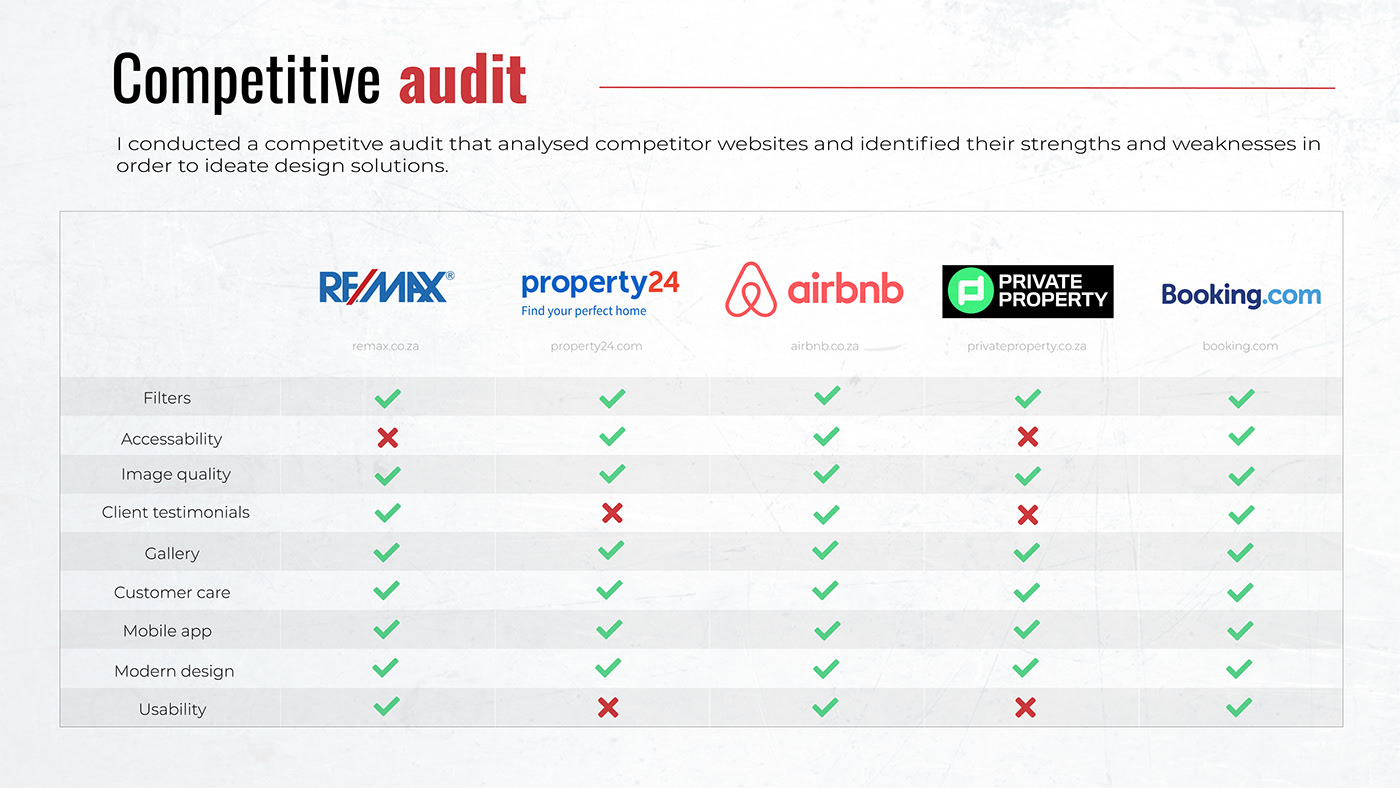 Competitive audit
I conducted a competitve audit that analysed competitor websites and identified their strengths and weaknesses in
order to ideate design solutions.
RE/MAX®
property24
Find your perfect home
airbnb
PRIVATE
PROPERTY
Booking.com
remax.co.za
property24.com
airbnb.co.za
privateproperty.co.za
booking.com
Filters
Accessability
Image quality
Client testimonials
Gallery
Customer care
Mobile app
Modern design
Usability